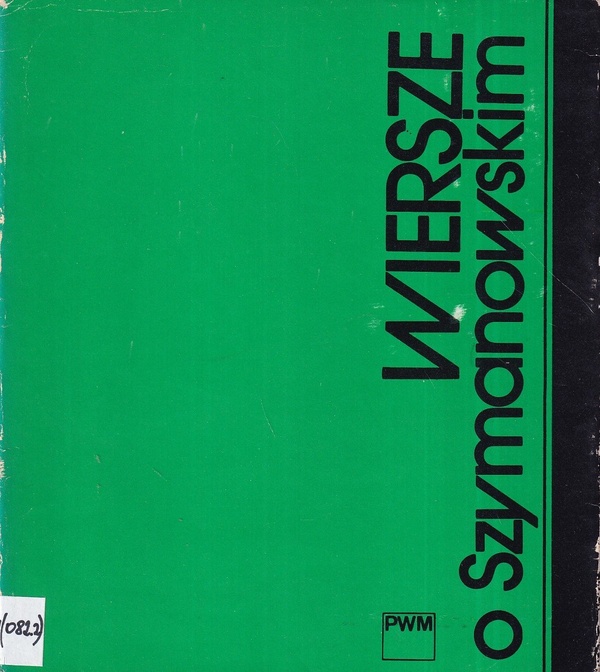 WIERSZE
o Szymanowskim
PWM
(082.2)